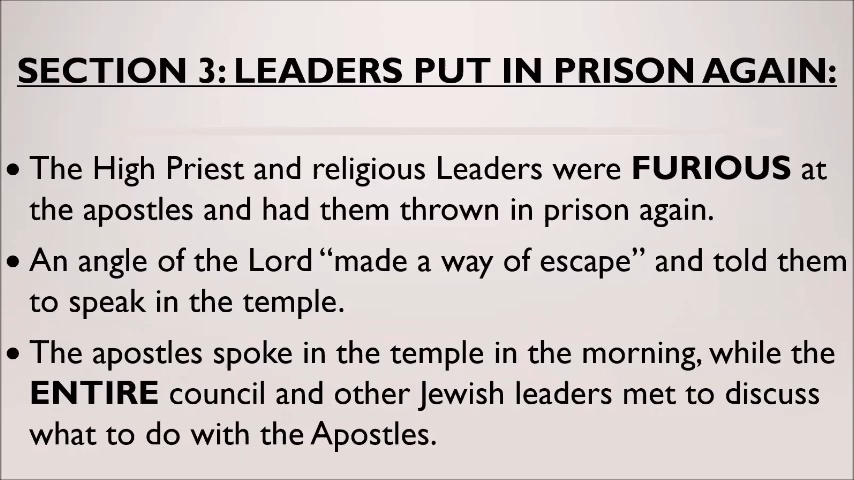 SECTION 3: LEADERS PUT IN PRISON AGAIN:
• The High Priest and religious Leaders were FURIOUS at
the apostles and had them thrown in prison again.
• An angle of the Lord “made a way of escape” and told them
to speak in the temple.
• The apostles spoke in the temple in the morning, while the
ENTIRE council and other Jewish leaders met to discuss
what to do with the Apostles.